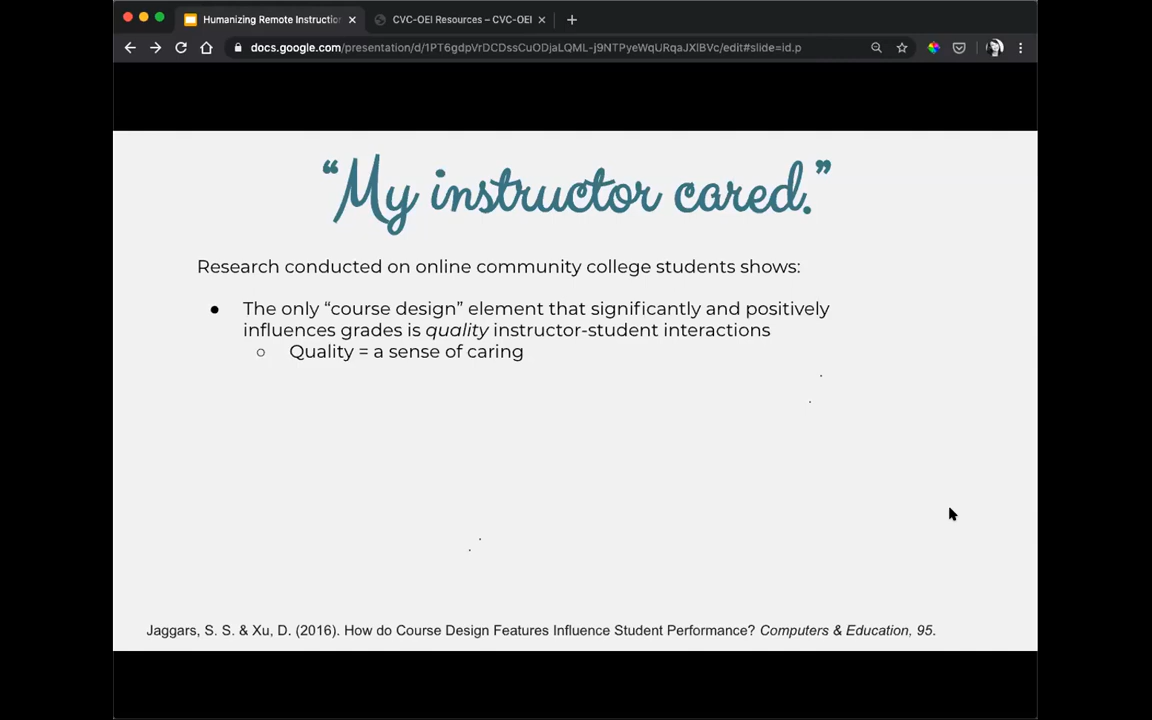 Humanizing Remote Instruction
CVC-OEI Resources – CVC-OEI
docs.google.com/presentation/d/1PT6gdpVrDCDssCuODjaLQML-j9NTPyeWqURqaJXlBVc/edit#slide=id.p
“My instructor cared.”
Research conducted on online community college students shows:
● The only “course design” element that significantly and positively
influences grades is quality instructor-student interactions
○ Quality = a sense of caring
Jaggars, S. S. & Xu, D. (2016). How do Course Design Features Influence Student Performance? Computers & Education, 95.